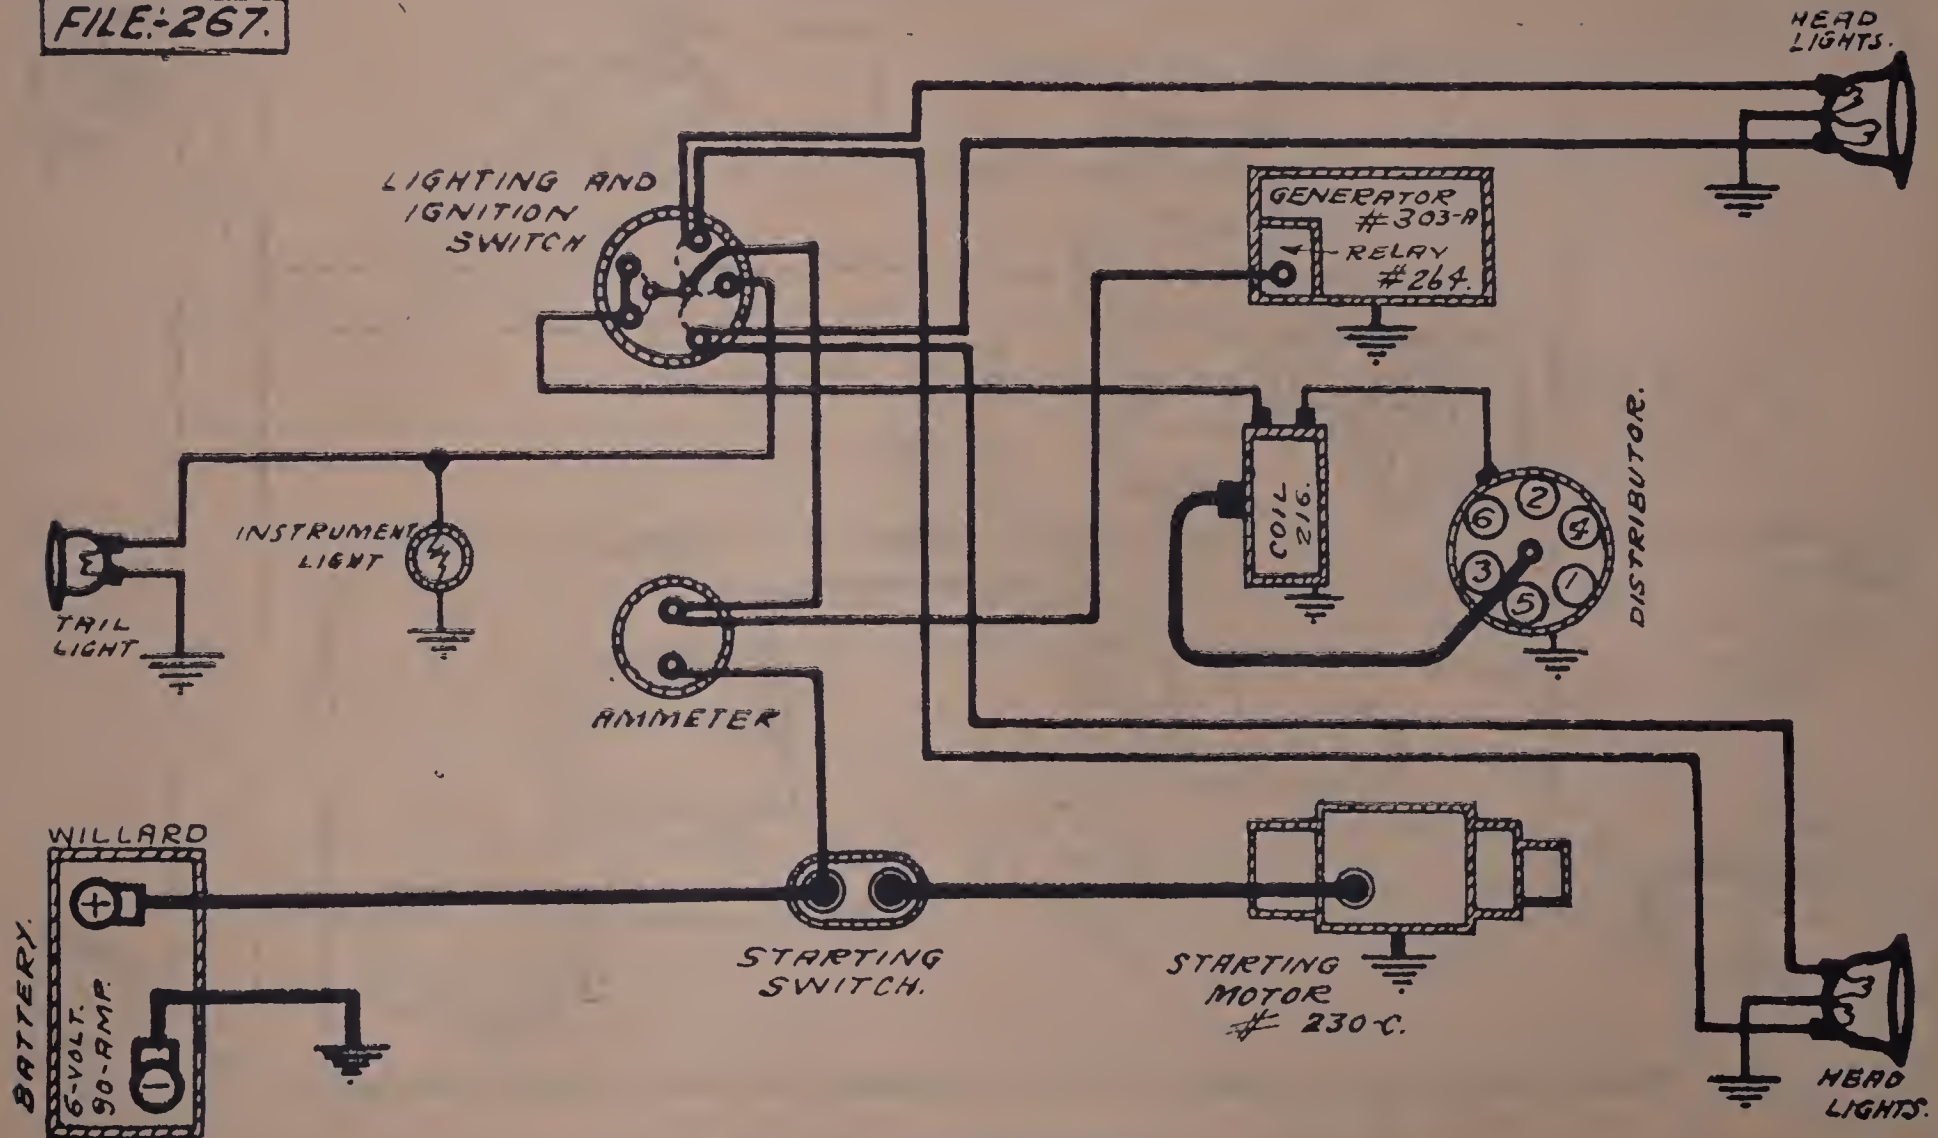 FILE:-267.
HEAD
LIGHTS.
LIGHTING AND
IGNITION
SWITCH
GENERATOR
#303-A
RELAY
#264.
DISTRIBUTOR.
COIL
216.
6
2
4
3
5
1
INSTRUMENT
LIGHT
TAIL
LIGHT
AMMETER
WILLARD
+
BATTERY.
6-VOLT.
90-AMP.
-
STARTING
SWITCH.
STARTING
MOTOR
# 230-C.
HEAD
LIGHTS.